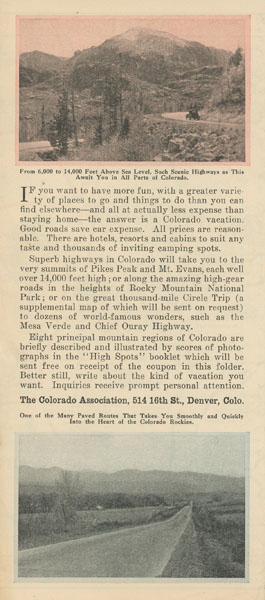 From 6,000 to 14,000 Feet Above Sea Level, Such Scenic Highways as This
Await You in All Parts of Colorado.
IF you want to have more fun, with a greater varie-
ty of places to go and things to do than you can
find elsewhere—and all at actually less expense than
staying home—the answer is a Colorado vacation.
Good roads save car expense. All prices are reason-
able. There are hotels, resorts and cabins to suit any
taste and thousands of inviting camping spots.
Superb highways in Colorado will take you to the
very summits of Pikes Peak and Mt. Evans, each well
over 14,000 feet high; or along the amazing high-gear
roads in the heights of Rocky Mountain National
Park; or on the great thousand-mile Circle Trip (a
supplemental map of which will be sent on request)
to dozens of world-famous wonders, such as the
Mesa Verde and Chief Ouray Highway.
Eight principal mountain regions of Colorado are
briefly described and illustrated by scores of photo-
graphs in the "High Spots" booklet which will be
sent free on receipt of the coupon in this folder.
Better still, write about the kind of vacation you
want. Inquiries receive prompt personal attention.
The Colorado Association, 514 16th St., Denver, Colo.
One of the Many Paved Routes That Takes You Smoothly and Quickly
Into the Heart of the Colorado Rockies.